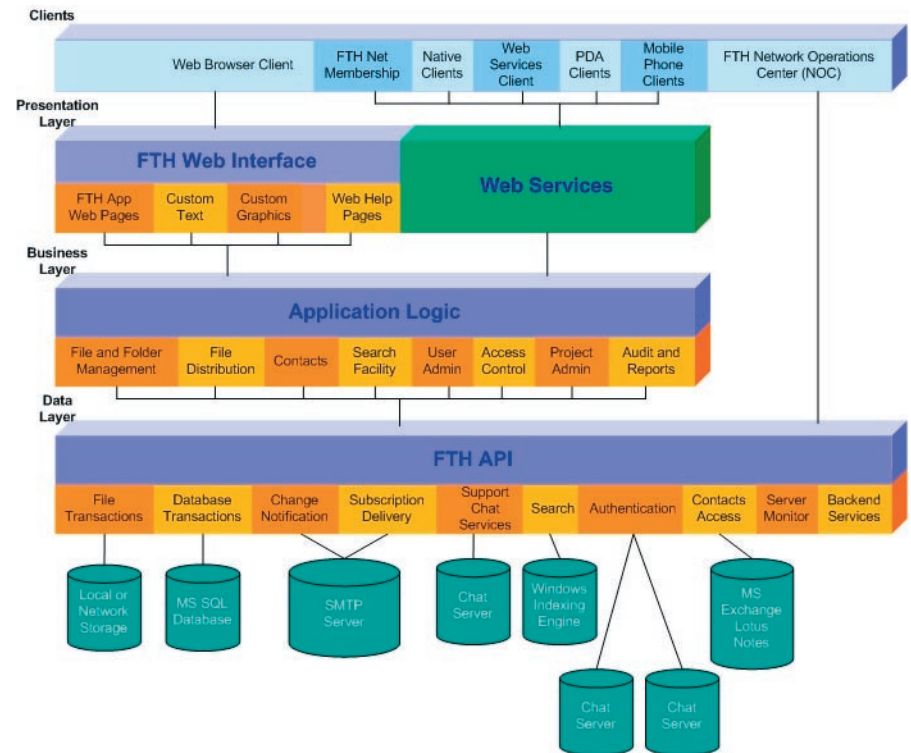 Clients
Web Browser Client
FTH Net
Membership
Native
Clients
Web
Services
Client
PDA
Clients
Mobile
Phone
Clients
FTH Network Operations
Center (NOC)
Presentation
Layer
FTH Web Interface
Web Services
FTH App
Web Pages
Custom
Text
Custom
Graphics
Web Help
Pages
Business
Layer
Application Logic
File and Folder
Management
File
Distribution
Contacts
Search
Facility
User
Admin
Access
Control
Project
Admin
Audit and
Reports
Data
Layer
FTH API
File
Transactions
Database
Transactions
Change
Notification
Subscription
Delivery
Support
Chat
Services
Search
Authentication
Contacts
Access
Server
Monitor
Backend
Services
Local or
Network
Storage
MS SQL
Database
SMTP
Server
Chat
Server
Windows
Indexing
Engine
MS
Exchange
Lotus
Notes
Chat
Server
Chat
Server